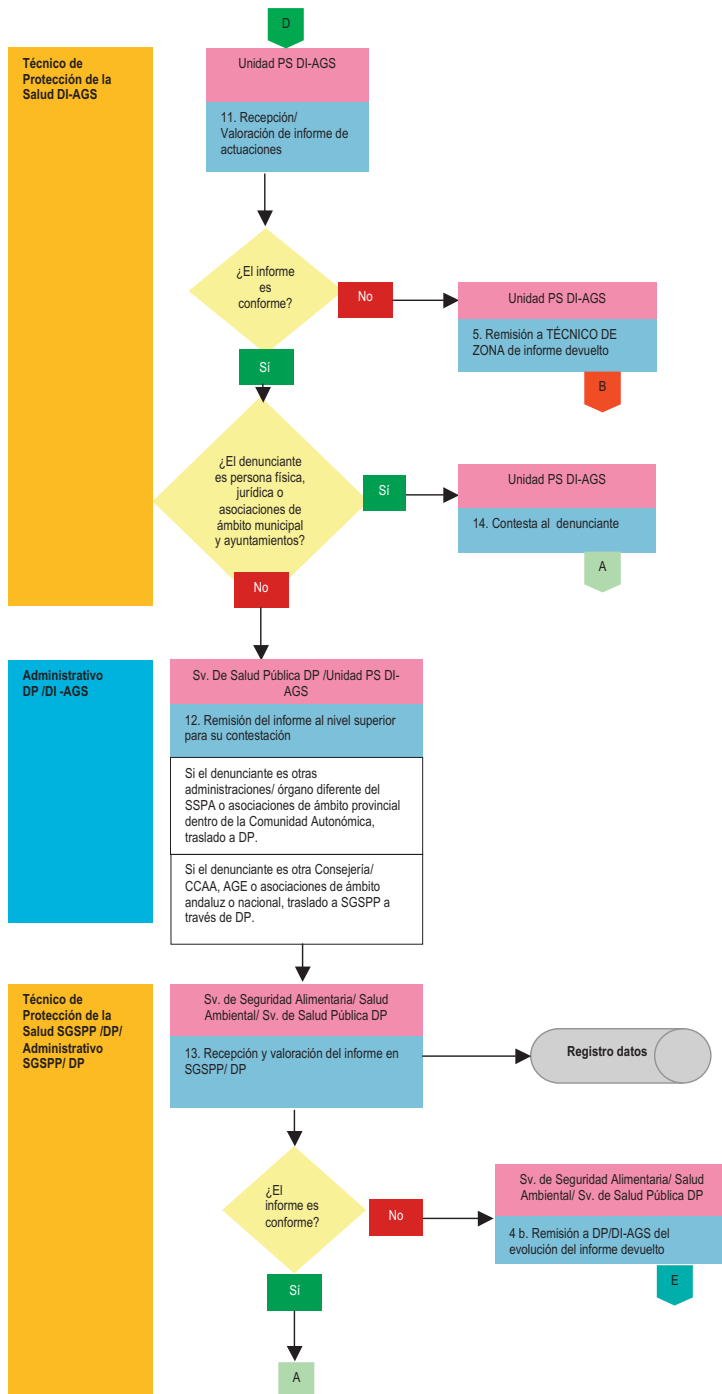 D
Técnico de
Protección de la
Salud DI-AGS
Unidad PS DI-AGS
11. Recepción/
Valoración de informe de
actuaciones
¿El informe
es
conforme?
No
Unidad PS DI-AGS
5. Remisión a TÉCNICO DE
ZONA de informe devuelto
B
Sí
¿El denunciante
es persona física,
jurídica o
asociaciones de
ámbito municipal
y ayuntamientos?
Sí
Unidad PS DI-AGS
14. Contesta al denunciante
A
No
Administrativo
DP /DI -AGS
Sv. De Salud Pública DP /Unidad PS DI-
AGS
12. Remisión del informe al nivel superior
para su contestación
Si el denunciante es otras
administraciones/ órgano diferente del
SSPA o asociaciones de ámbito provincial
dentro de la Comunidad Autonómica,
traslado a DP.
Si el denunciante es otra Consejería/
CCAA, AGE o asociaciones de ámbito
andaluz o nacional, traslado a SGSPP a
través de DP.
Técnico de
Protección de la
Salud SGSPP /DP/
Administrativo
SGSPP/ DP
Sv. de Seguridad Alimentaria/ Salud
Ambiental/ Sv. de Salud Pública DP
13. Recepción y valoración del informe en
SGSPP/ DP
Registro datos
¿El
informe es
conforme?
No
Sv. de Seguridad Alimentaria/ Salud
Ambiental/ Sv. de Salud Pública DP
4 b. Remisión a DP/DI-AGS del
evolución del informe devuelto
E
Sí
A